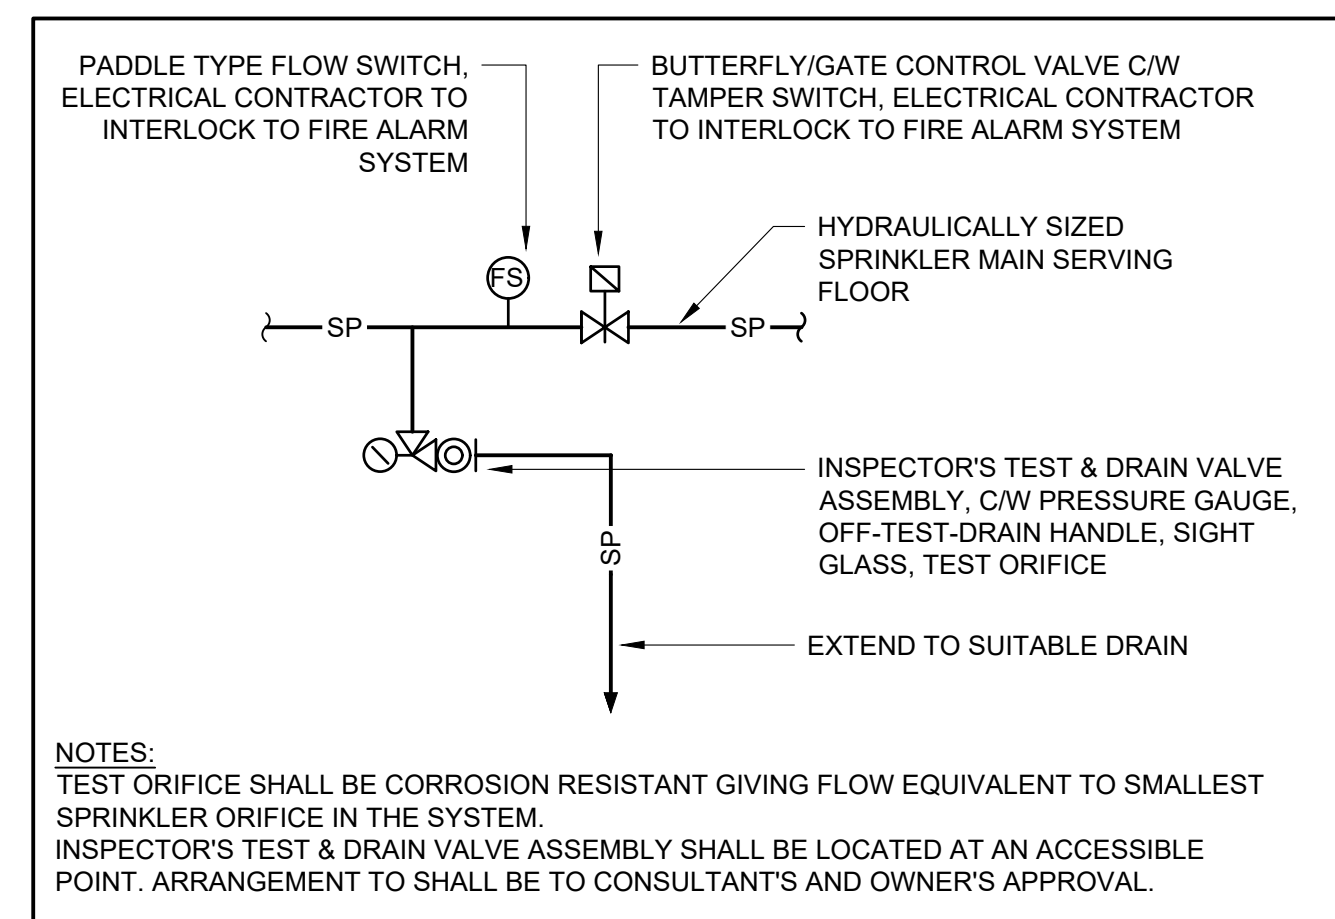 PADDLE TYPE FLOW SWITCH,
ELECTRICAL CONTRACTOR TO
INTERLOCK TO FIRE ALARM
SYSTEM
BUTTERFLY/GATE CONTROL VALVE C/W
TAMPER SWITCH, ELECTRICAL CONTRACTOR
TO INTERLOCK TO FIRE ALARM SYSTEM
HYDRAULICALLY SIZED
SPRINKLER MAIN SERVING
FLOOR
FS
SP
SP
INSPECTOR'S TEST & DRAIN VALVE
ASSEMBLY, C/W PRESSURE GAUGE,
OFF-TEST-DRAIN HANDLE, SIGHT
GLASS, TEST ORIFICE
SP
EXTEND TO SUITABLE DRAIN
NOTES:
TEST ORIFICE SHALL BE CORROSION RESISTANT GIVING FLOW EQUIVALENT TO SMALLEST
SPRINKLER ORIFICE IN THE SYSTEM.
INSPECTOR'S TEST & DRAIN VALVE ASSEMBLY SHALL BE LOCATED AT AN ACCESSIBLE
POINT. ARRANGEMENT TO SHALL BE TO CONSULTANT'S AND OWNER'S APPROVAL.